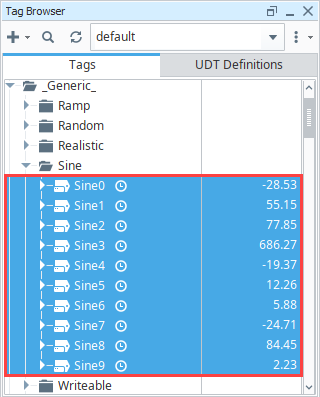 Tag Browser
default
Tags UDT Definitions
_Generic_
Ramp
Random
Realistic
Sine
Sine0 -28.53
Sine1 55.15
Sine2 77.85
Sine3 686.27
Sine4 -19.37
Sine5 12.26
Sine6 5.88
Sine7 -24.71
Sine8 84.45
Sine9 2.23
Writeable